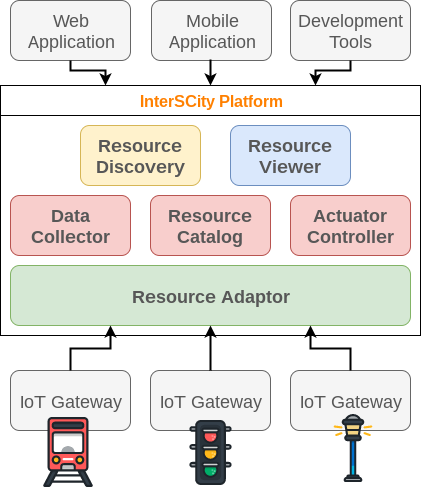 Web
Application
Mobile
Application
Development
Tools
InterSCity Platform
Resource
Discovery
Resource
Viewer
Data
Collector
Resource
Catalog
Actuator
Controller
Resource Adaptor
IoT Gateway
IoT Gateway
IoT Gateway